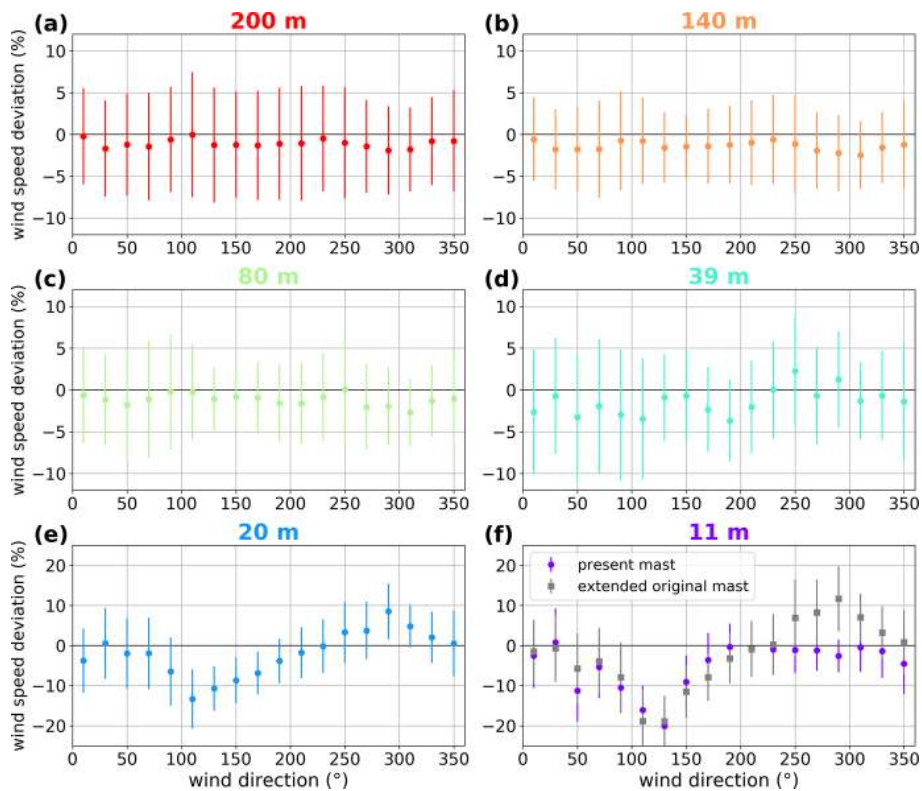 (a) 200 m
(b) 140 m
wind speed deviation (%)
10
5
0
−5
−10
0 50 100 150 200 250 300 350
10
5
0
−5
−10
0 50 100 150 200 250 300 350
(c) 80 m
(d) 39 m
wind speed deviation (%)
10
5
0
−5
−10
0 50 100 150 200 250 300 350
10
5
0
−5
−10
0 50 100 150 200 250 300 350
(e) 20 m
(f) 11 m
wind speed deviation (%)
20
10
0
−10
−20
0 50 100 150 200 250 300 350
wind direction (°)
present mast
extended original mast
20
10
0
−10
−20
0 50 100 150 200 250 300 350
wind direction (°)